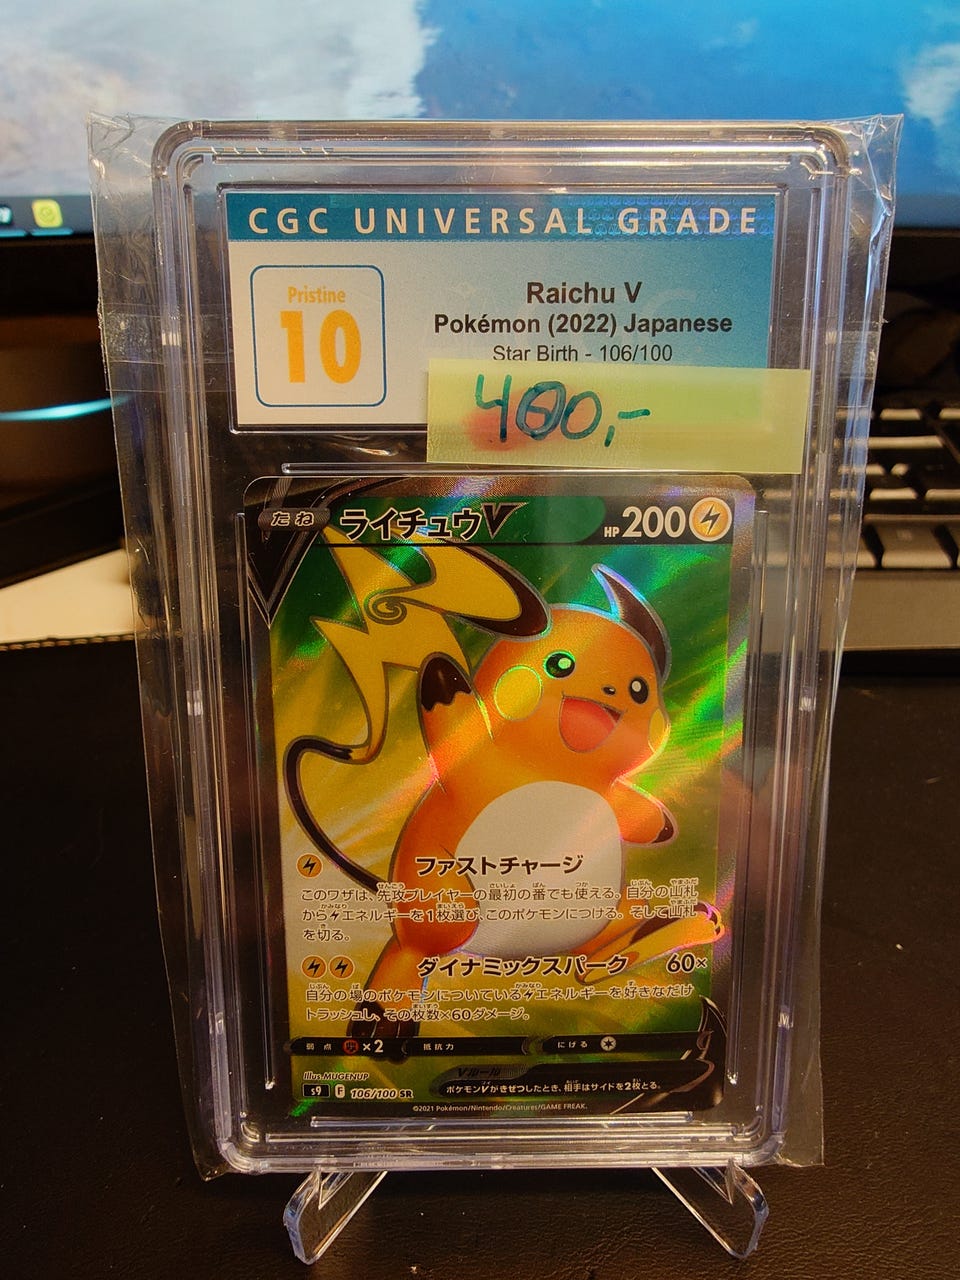 CGC UNIVERSAL GRADE
Pristine
10
Raichu V
Pokémon (2022) Japanese
Star Birth - 106/100
400,-
たね
ライチュウV
HP 200
ファストチャージ
このワザは、先攻プレイヤーの最初の番でも使える。自分の山札
からエネルギーを1枚選び、このポケモンにつける。そして山札
を切る。
ダイナミックスパーク 60×
自分の場のポケモンについているエネルギーを好きなだけ
トラッシュし、その枚数×60ダメージ。
弱点 ×2 抵抗力 にげる
Vルール
ポケモンVがきぜつしたとき、相手はサイドを2枚とる。
Illus. MUGENUP
s9 F 106/100 SR
©2021 Pokémon/Nintendo/Creatures/GAME FREAK.